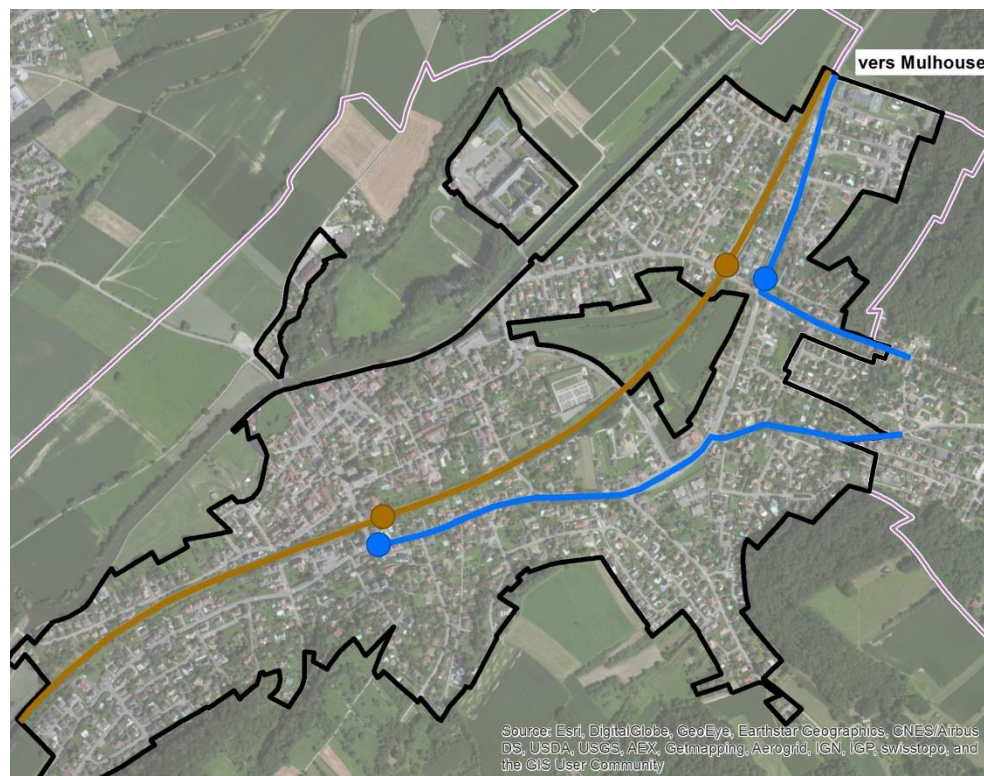 vers Mulhouse
Source: Esri, DigitalGlobe, GeoEye, Earthstar Geographics, CNES/Airbus
DS, USDA, USGS, AEX, Getmapping, Aerogrid, IGN, IGP, swisstopo, and
the GIS User Community